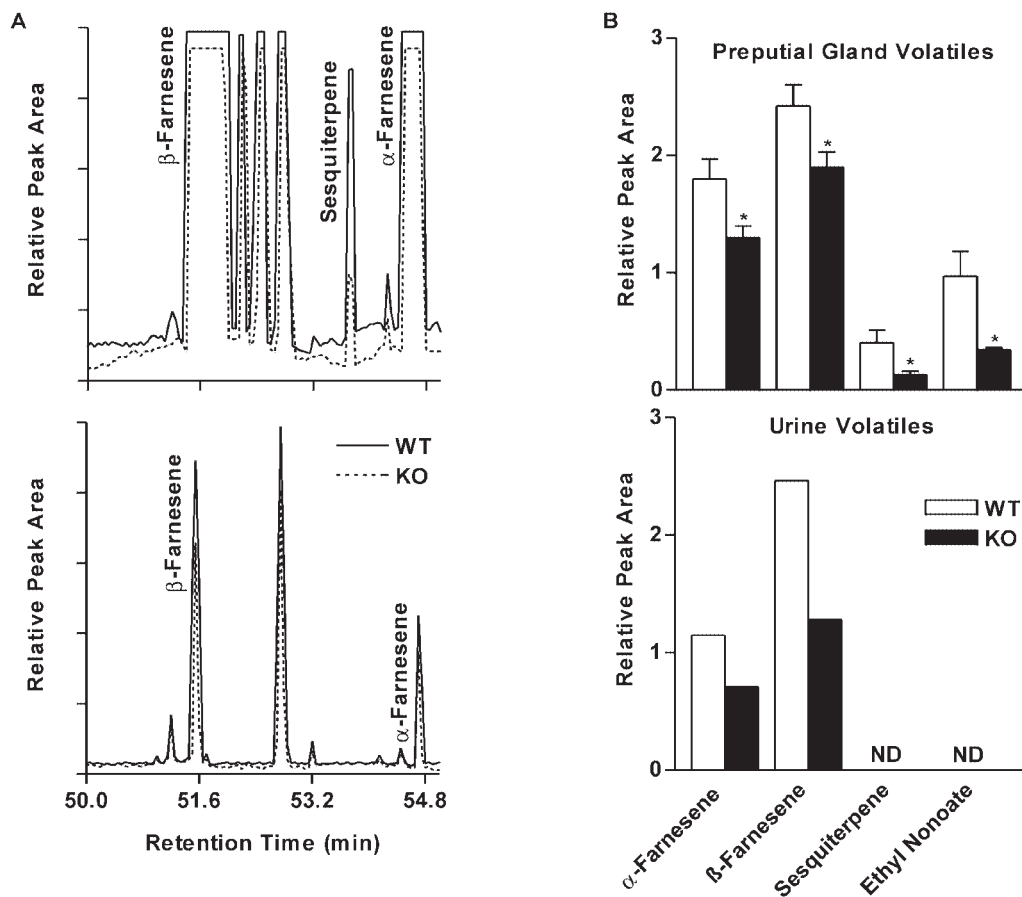 A
Relative Peak Area
β-Farnesene
Sesquiterpene
α-Farnesene
Relative Peak Area
β-Farnesene
α-Farnesene
WT
KO
50.0 51.6 53.2 54.8
Retention Time (min)
B
Preputial Gland Volatiles
Relative Peak Area
3
2
1
0
*
*
*
*
Urine Volatiles
Relative Peak Area
3
2
1
0
WT
KO
ND ND
α-Farnesene
ß-Farnesene
Sesquiterpene
Ethyl Nonoate